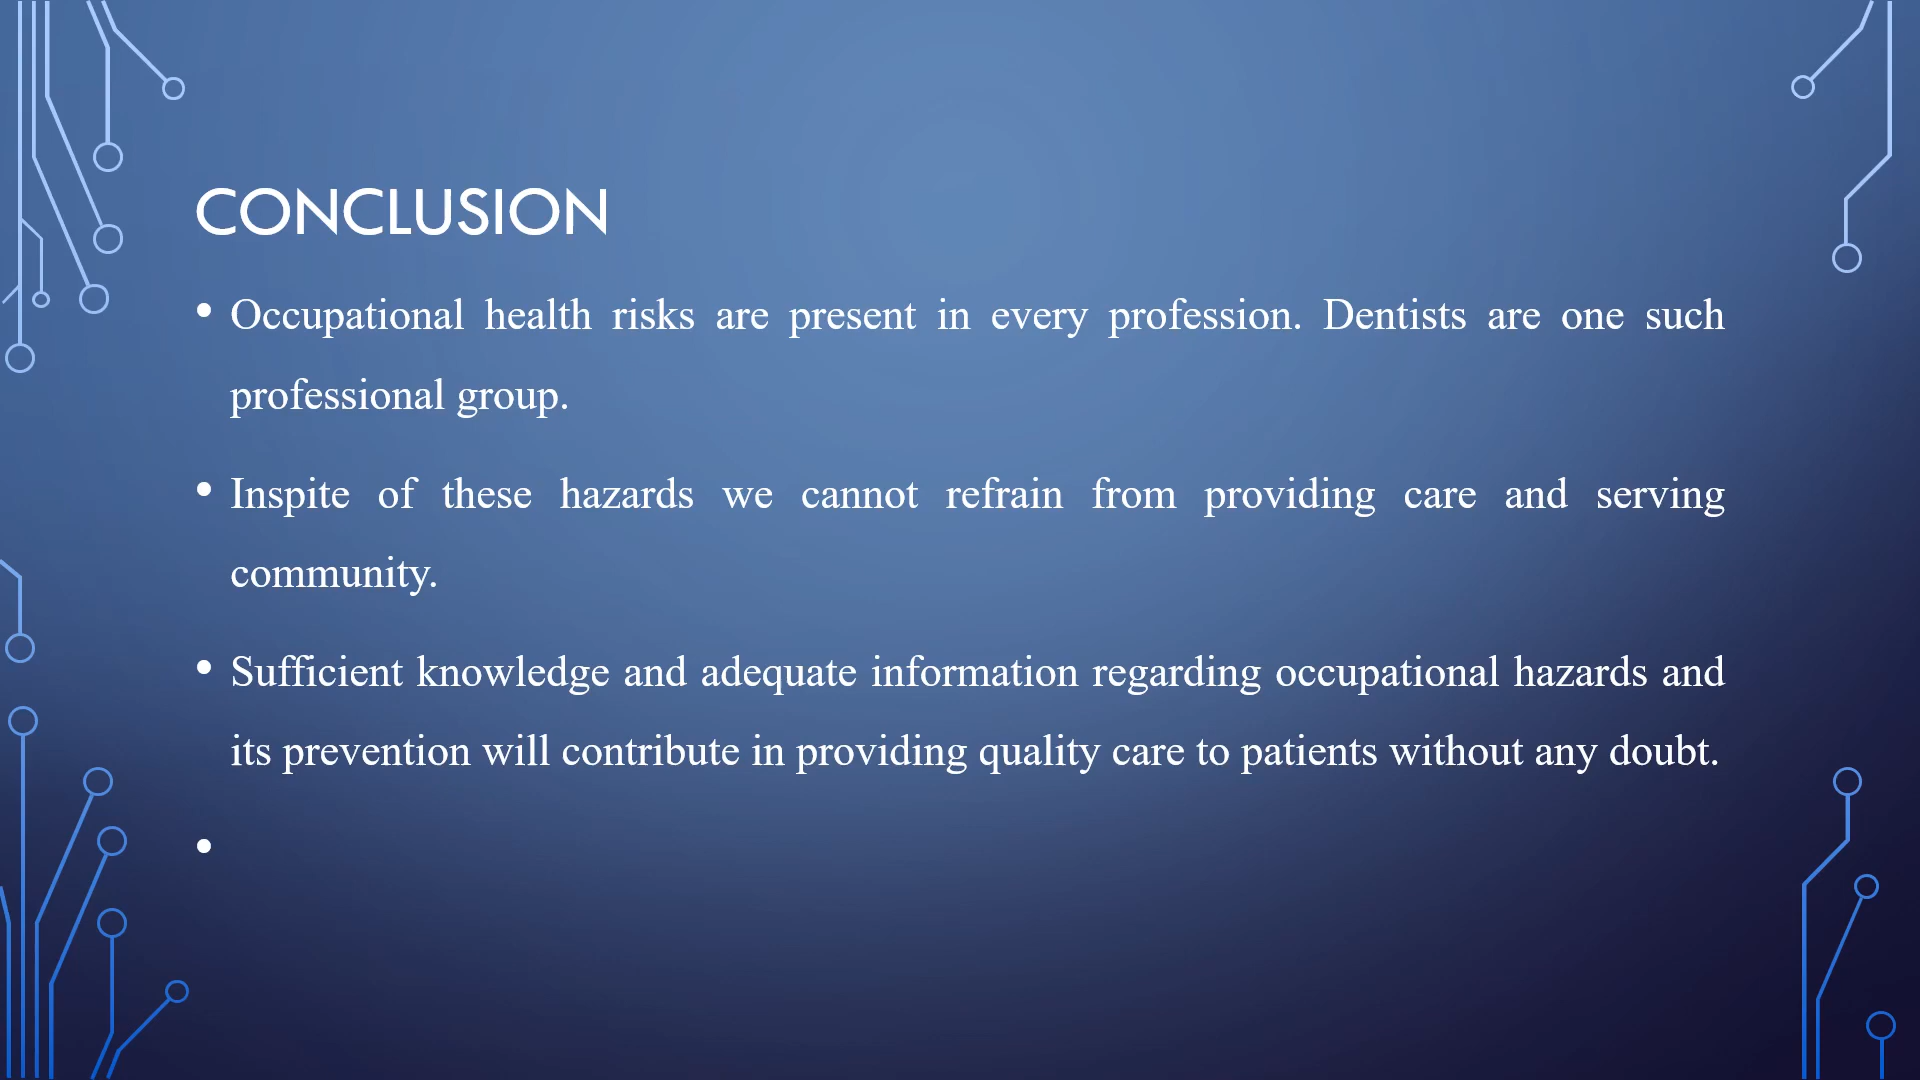 CONCLUSION
• Occupational health risks are present in every profession. Dentists are one such
professional group.
• Inspite of these hazards we cannot refrain from providing care and serving
community.
• Sufficient knowledge and adequate information regarding occupational hazards and
its prevention will contribute in providing quality care to patients without any doubt.
•